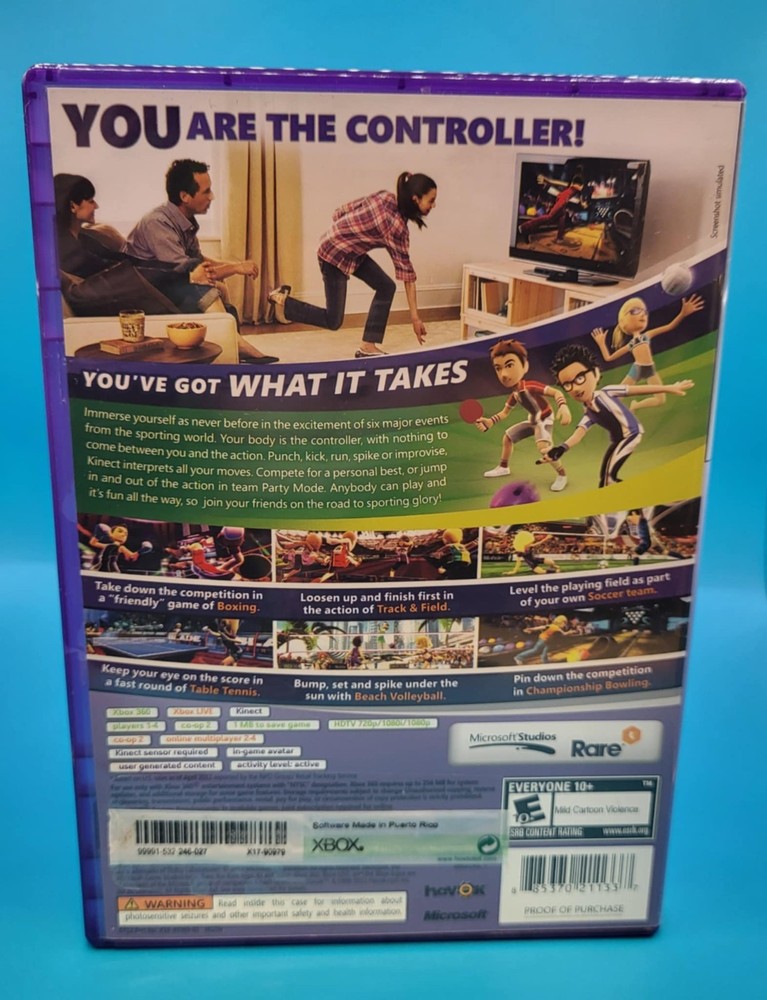 YOU ARE THE CONTROLLER!
Screenshot simulated
YOU'VE GOT WHAT IT TAKES
Immerse yourself as never before in the excitement of six major events
from the sporting world. Your body is the controller, with nothing to
come between you and the action. Punch, kick, run, spike or improvise,
Kinect interprets all your moves. Compete for a personal best, or jump
in and out of the action in team Party Mode. Anybody can play and
it's fun all the way, so join your friends on the road to sporting glory!
Take down the competition in
a "friendly" game of Boxing.
Loosen up and finish first in
the action of Track & Field.
Level the playing field as part
of your own Soccer team.
Keep your eye on the score in
a fast round of Table Tennis.
Bump, set and spike under the
sun with Beach Volleyball.
Pin down the competition
in Championship Bowling.
Xbox 360
Xbox LIVE
Kinect
players 1-4
co-op 2
1 MB to save game
HDTV 720p/1080i/1080p
co-op 2
online multiplayer 2-4
Kinect sensor required
in-game avatar
user generated content
activity level: active
Microsoft Studios
Rare
EVERYONE 10+
TM
E
10+
Mild Cartoon Violence
ESRB CONTENT RATING
www.esrb.org
Software Made in Puerto Rico
XBOX
X17-90979
havok
Microsoft
WARNING Read inside this case for information about
photosensitive seizures and other important safety and health information.
8 85370 21133 7
PROOF OF PURCHASE